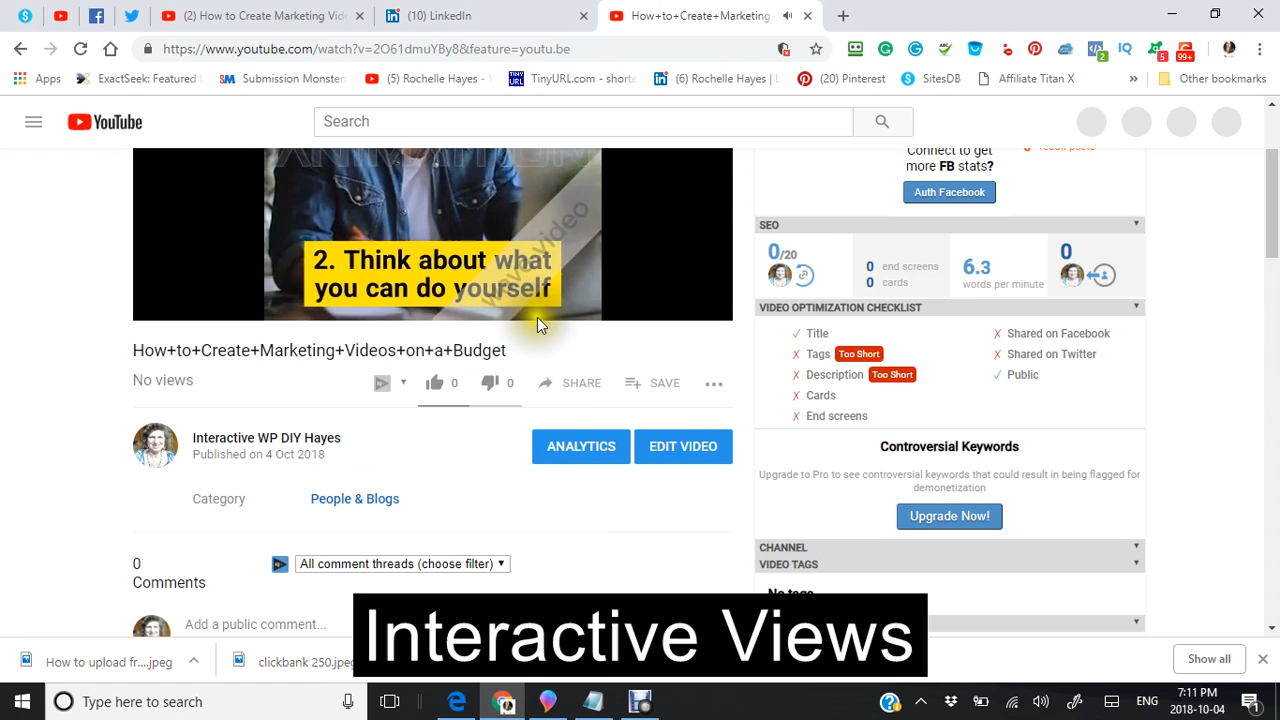 (2) How to Create Marketing Vide
(10) LinkedIn
How+to+Create+Marketing-
https://www.youtube.com/watch?v=2O61dmuYBy8&feature=youtu.be
2
5
99+
Apps
ExactSeek: Featured L
Submission Monster
(5) Rochelle Hayes -
TinyURL.com - shorte
(6) Rochelle Hayes | L
(20) Pinterest
SitesDB
Affiliate Titan X
»
Other bookmarks
YouTube
Search
Connect to get
more FB stats?
Auth Facebook
SEO
0/20
0 end screens
0 cards
6.3
words per minute
0
VIDEO OPTIMIZATION CHECKLIST
Title
Tags Too Short
Description Too Short
Cards
End screens
Shared on Facebook
Shared on Twitter
Public
Controversial Keywords
Upgrade to Pro to see controversial keywords that could result in being flagged for
demonetization
Upgrade Now!
CHANNEL
VIDEO TAGS
No tags
2. Think about what
you can do yourself
Wave.video
How+to+Create+Marketing+Videos+on+a+Budget
No views
0
0
SHARE
SAVE
Interactive WP DIY Hayes
Published on 4 Oct 2018
ANALYTICS
EDIT VIDEO
Category
People & Blogs
0
Comments
All comment threads (choose filter)
Add a public comment...
Interactive Views
How to upload fr....jpeg
clickbank 250.jpeg
Show all
Type here to search
ENG
7:11 PM
2018-10-04
1